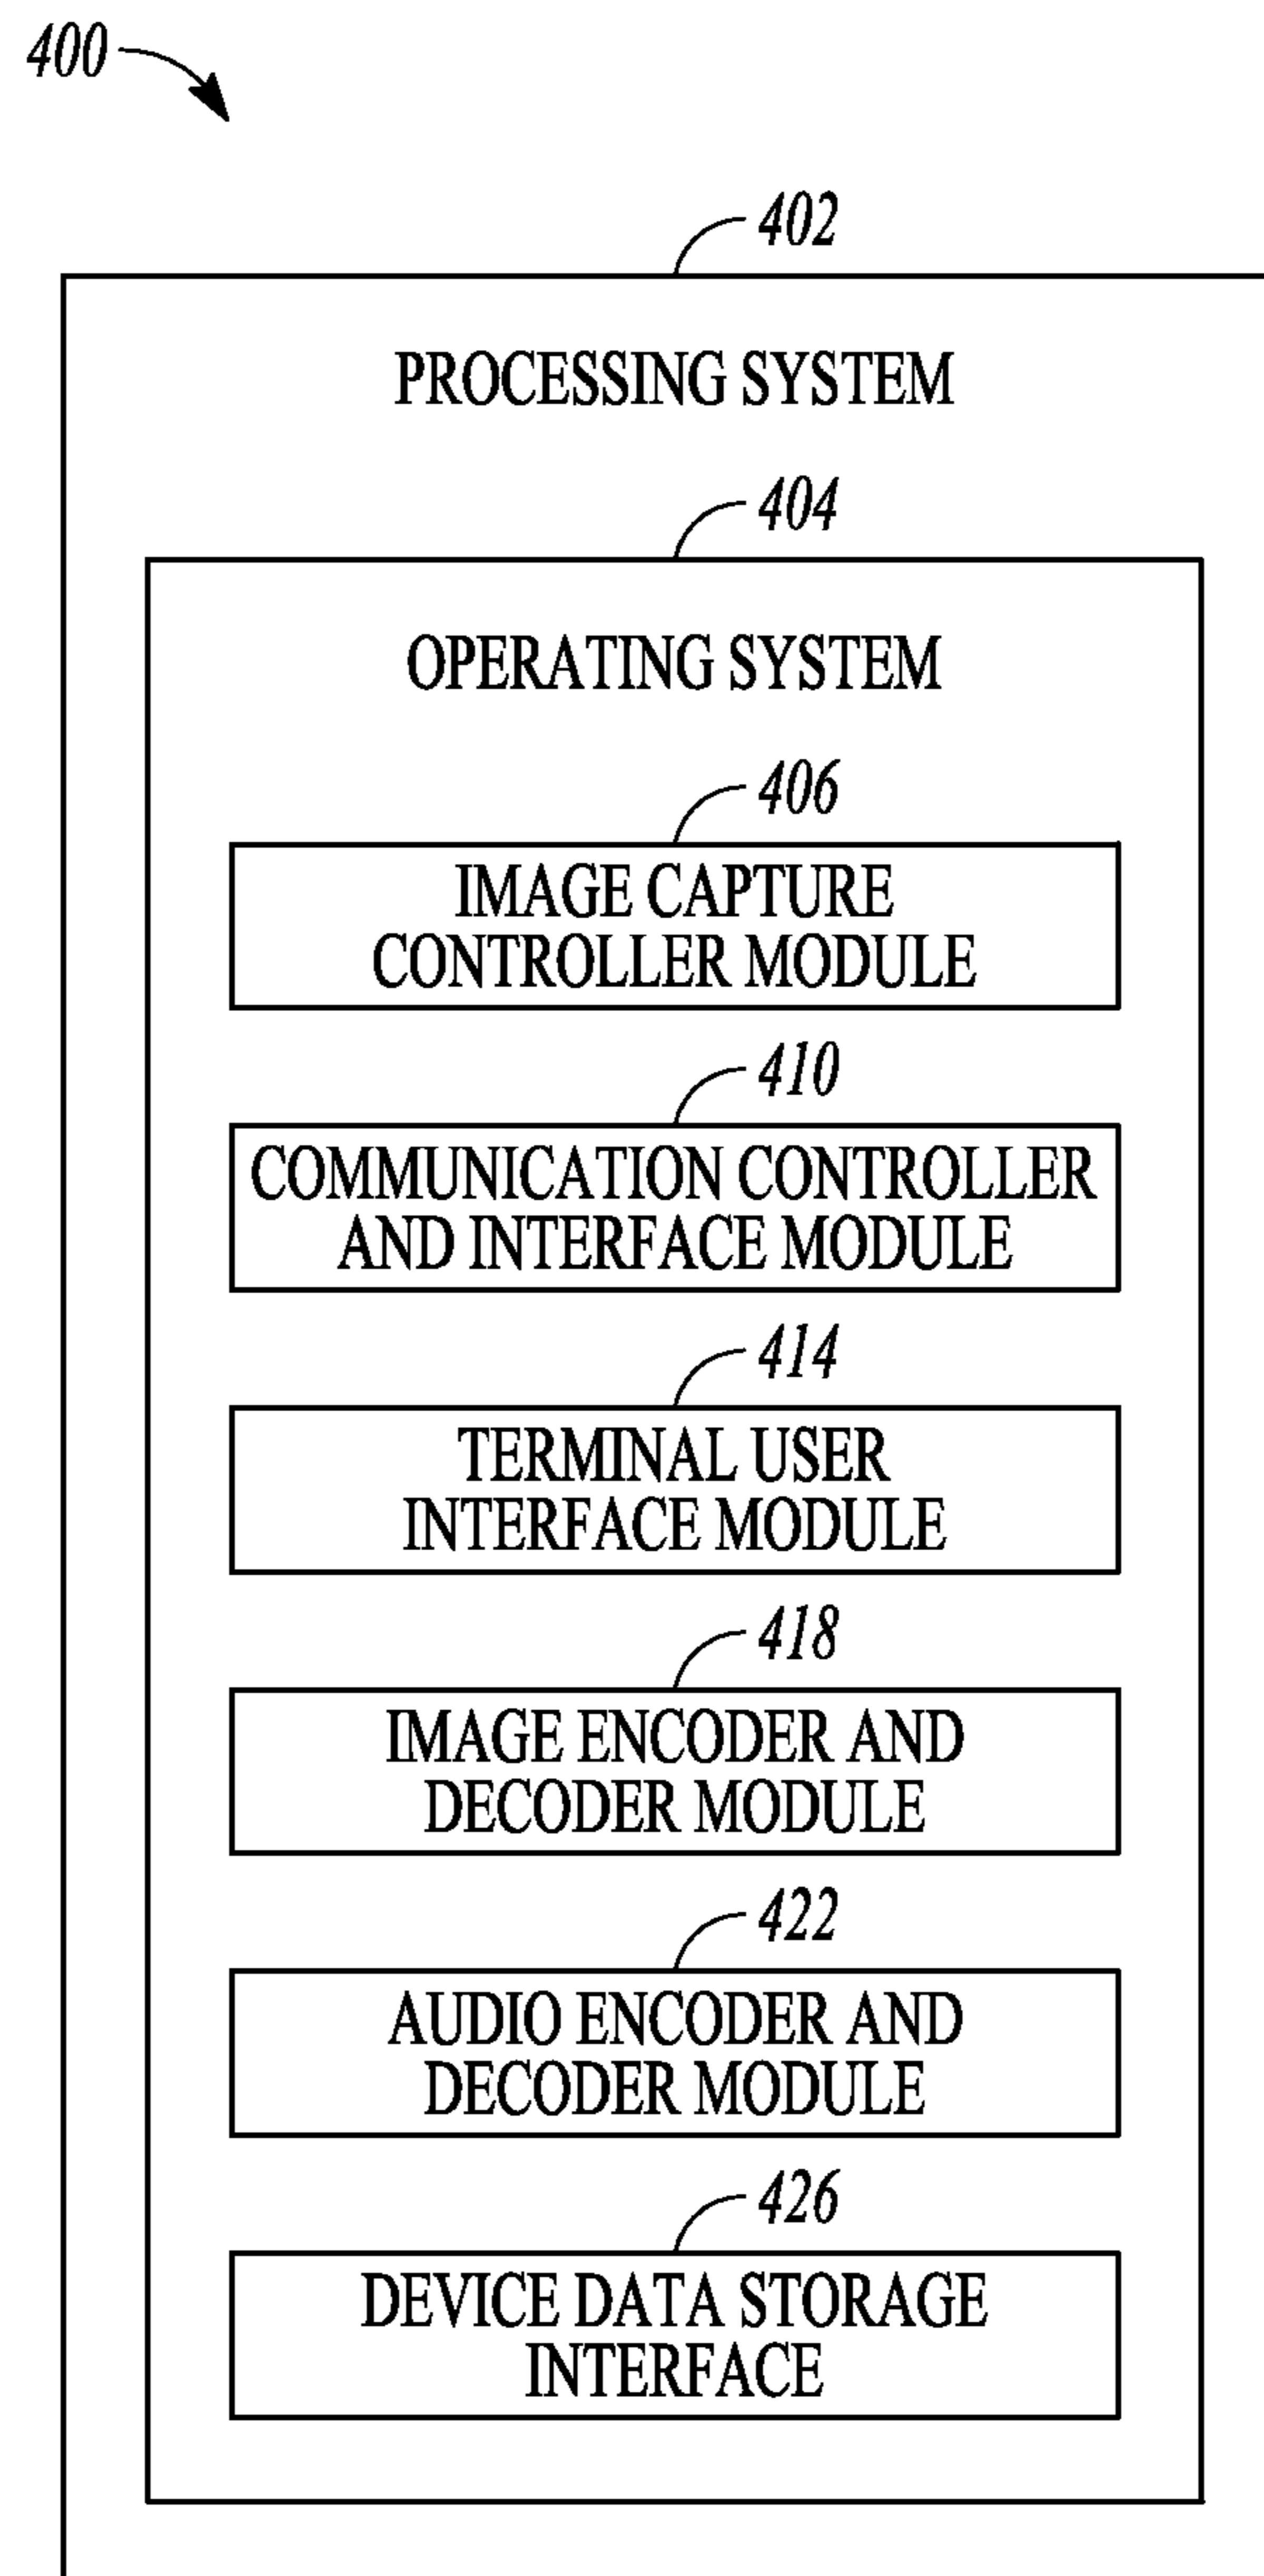 400
402
PROCESSING SYSTEM
404
OPERATING SYSTEM
406
IMAGE CAPTURE
CONTROLLER MODULE
410
COMMUNICATION CONTROLLER
AND INTERFACE MODULE
414
TERMINAL USER
INTERFACE MODULE
418
IMAGE ENCODER AND
DECODER MODULE
422
AUDIO ENCODER AND
DECODER MODULE
426
DEVICE DATA STORAGE
INTERFACE